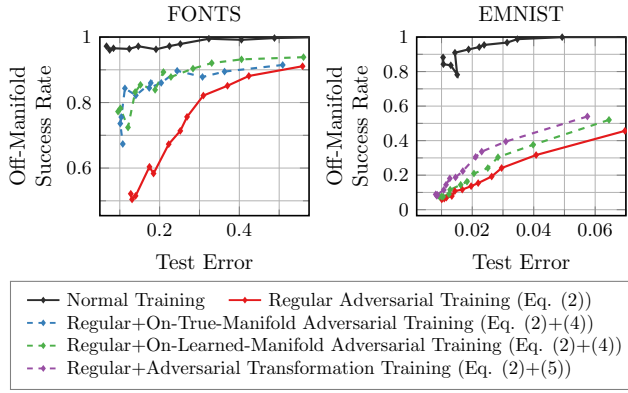 FONTS
EMNIST
Off-Manifold
Success Rate
1
0.8
0.6
0.2
0.4
Test Error
Off-Manifold
Success Rate
1
0.8
0.6
0.4
0.2
0
0.02
0.04
0.06
Test Error
Normal Training
Regular Adversarial Training (Eq. (2))
Regular+On-True-Manifold Adversarial Training (Eq. (2)+(4))
Regular+On-Learned-Manifold Adversarial Training (Eq. (2)+(4))
Regular+Adversarial Transformation Training (Eq. (2)+(5))